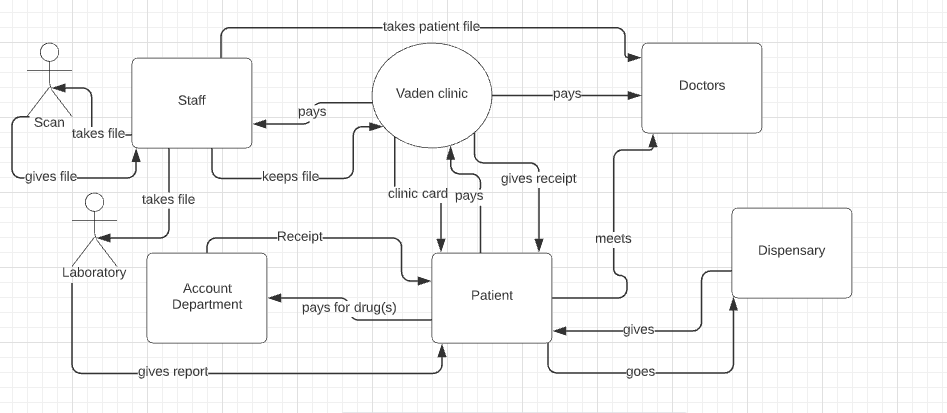 takes patient file
Staff
Vaden clinic
Doctors
pays
pays
Scan
takes file
gives file
keeps file
takes file
clinic card
pays
gives receipt
meets
Receipt
Dispensary
Laboratory
Account
Department
Patient
pays for drug(s)
gives
gives report
goes